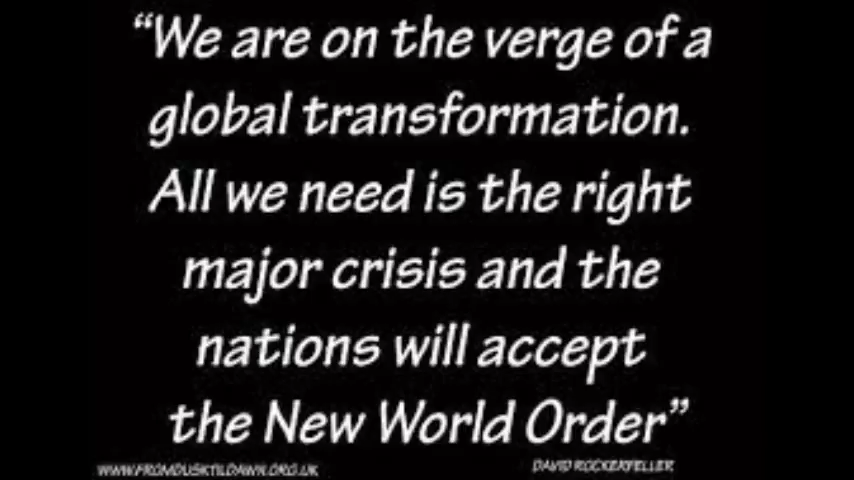 “We are on the verge of a
global transformation.
All we need is the right
major crisis and the
nations will accept
the New World Order”
WWW.FROMDUSKTILDAWN.ORG.UK
DAVID ROCKERFELLER